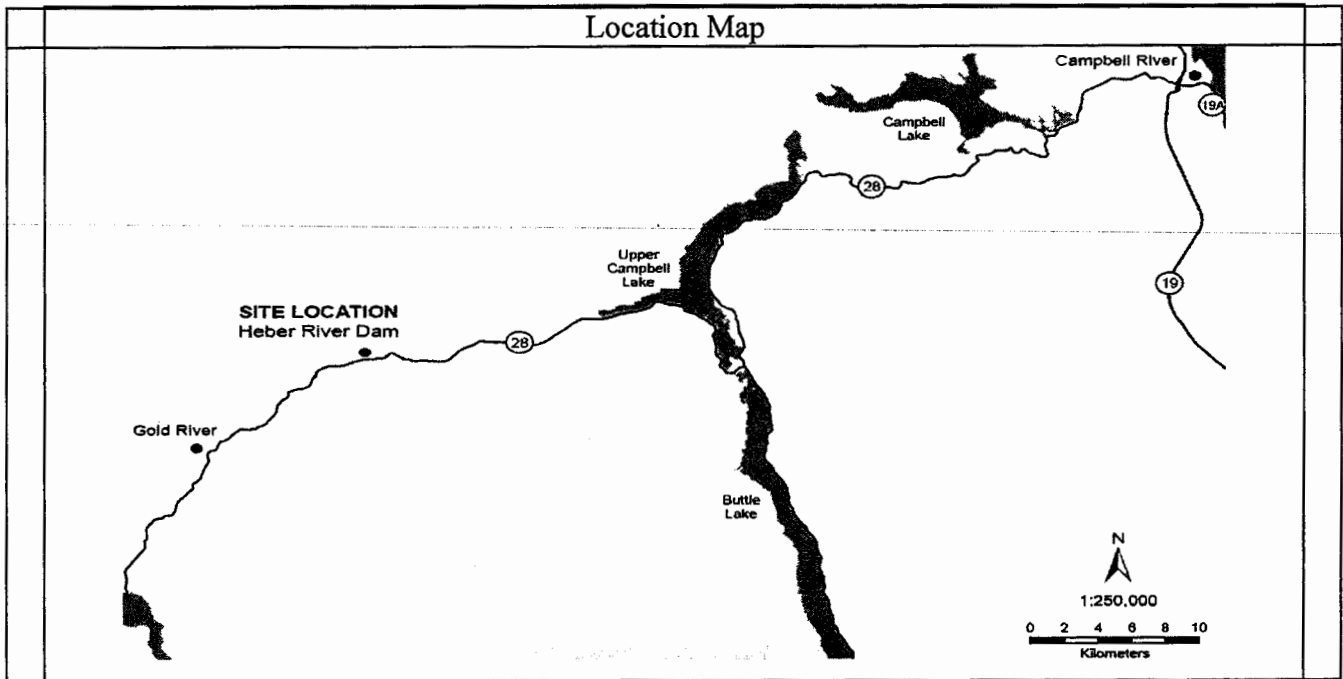 Location Map
Campbell River
19A
Campbell
Lake
28
Upper
Campbell
Lake
19
SITE LOCATION
Heber River Dam
28
Gold River
Buttle
Lake
N
1:250,000
0 2 4 6 8 10
Kilometers